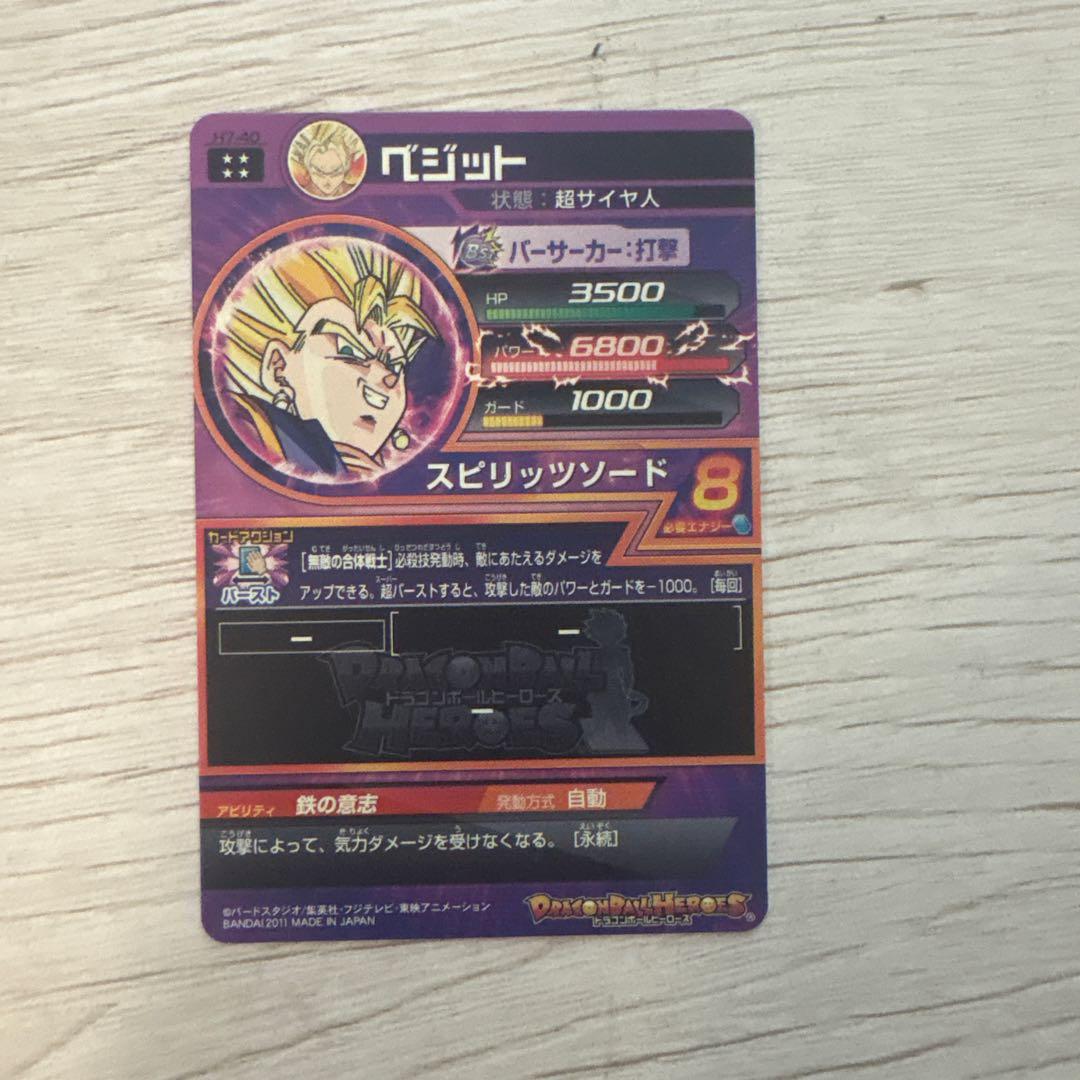 H7-40
ベジット
状態：超サイヤ人
Bs
バーサーカー：打撃
HP 3500
パワー 6800
ガード 1000
スピリッツソード
8
必要エナジー
カードアクション
バースト
[無敵の合体戦士]必殺技発動時、敵にあたえるダメージを
アップできる。超バーストすると、攻撃した敵のパワーとガードを－1000。 [毎回]
－ －
DRAGON BALL
ドラゴンボールヒーローズ
－
HEROES
アビリティ 鉄の意志 発動方式 自動
攻撃によって、気力ダメージを受けなくなる。 [永続]
©バードスタジオ/集英社・フジテレビ・東映アニメーション
BANDAI 2011 MADE IN JAPAN
DRAGON BALL HEROES
ドラゴンボールヒーローズ
®